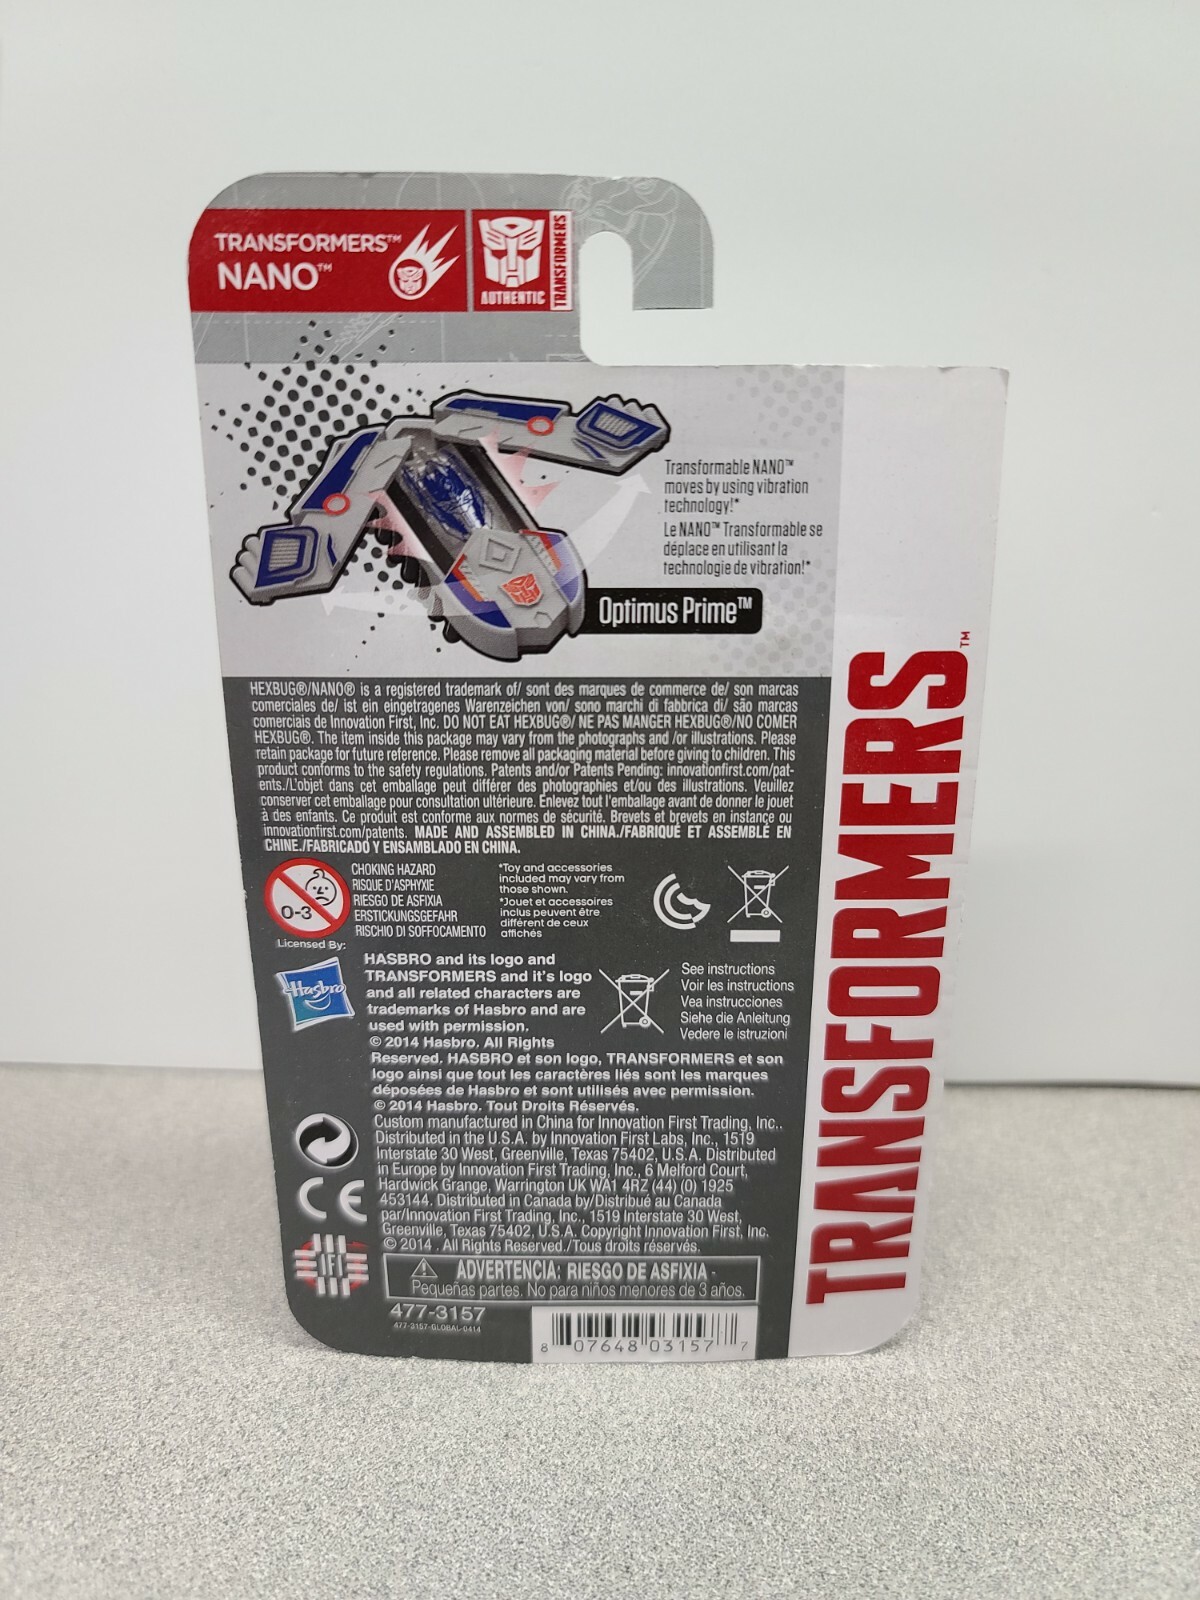 TRANSFORMERS™
NANO™
AUTHENTIC
TRANSFORMERS
Transformable NANO™
moves by using vibration
technology!*
Le NANO™ Transformable se
déplace en utilisant la
technologie de vibration!*
Optimus Prime™
HEXBUG®/NANO® is a registered trademark of/ sont des marques de commerce de/ son marcas
comerciales de/ ist ein eingetragenes Warenzeichen von/ sono marchi di fabbrica di/ são marcas
comerciais de Innovation First, Inc. DO NOT EAT HEXBUG®/ NE PAS MANGER HEXBUG®/NO COMER
HEXBUG®. The item inside this package may vary from the photographs and /or illustrations. Please
retain package for future reference. Please remove all packaging material before giving to children. This
product conforms to the safety regulations. Patents and/or Patents Pending: innovationfirst.com/pat-
ents./L'objet dans cet emballage peut différer des photographies et/ou des illustrations. Veuillez
conserver cet emballage pour consultation ultérieure. Enlevez tout l'emballage avant de donner le jouet
à des enfants. Ce produit est conforme aux normes de sécurité. Brevets et brevets en instance ou
innovationfirst.com/patents. MADE AND ASSEMBLED IN CHINA./FABRIQUÉ ET ASSEMBLÉ EN
CHINE./FABRICADO Y ENSAMBLADO EN CHINA.
0-3
CHOKING HAZARD
RISQUE D'ASPHYXIE
RIESGO DE ASFIXIA
ERSTICKUNGSGEFAHR
RISCHIO DI SOFFOCAMENTO
*Toy and accessories
included may vary from
those shown.
*Jouet et accessoires
inclus peuvent être
différent de ceux
affichés
Licensed By:
Hasbro
HASBRO and its logo and
TRANSFORMERS and it's logo
and all related characters are
trademarks of Hasbro and are
used with permission.
© 2014 Hasbro. All Rights
Reserved. HASBRO et son logo, TRANSFORMERS et son
logo ainsi que tout les caractères liés sont les marques
déposées de Hasbro et sont utilisés avec permission.
© 2014 Hasbro. Tout Droits Réservés.
See instructions
Voir les instructions
Vea instrucciones
Siehe die Anleitung
Vedere le istruzioni
Custom manufactured in China for Innovation First Trading, Inc..
Distributed in the U.S.A. by Innovation First Labs, Inc., 1519
Interstate 30 West, Greenville, Texas 75402, U.S.A. Distributed
in Europe by Innovation First Trading, Inc., 6 Melford Court,
Hardwick Grange, Warrington UK WA1 4RZ (44) (0) 1925
453144. Distributed in Canada by/Distribué au Canada
par/Innovation First Trading, Inc., 1519 Interstate 30 West,
Greenville, Texas 75402, U.S.A. Copyright Innovation First, Inc.
© 2014 . All Rights Reserved./Tous droits réservés.
CE
IFI
ADVERTENCIA: RIESGO DE ASFIXIA -
Pequeñas partes. No para niños menores de 3 años.
477-3157
477-3157-GLOBAL-0414
8 07648 03157 7
TRANSFORMERS™